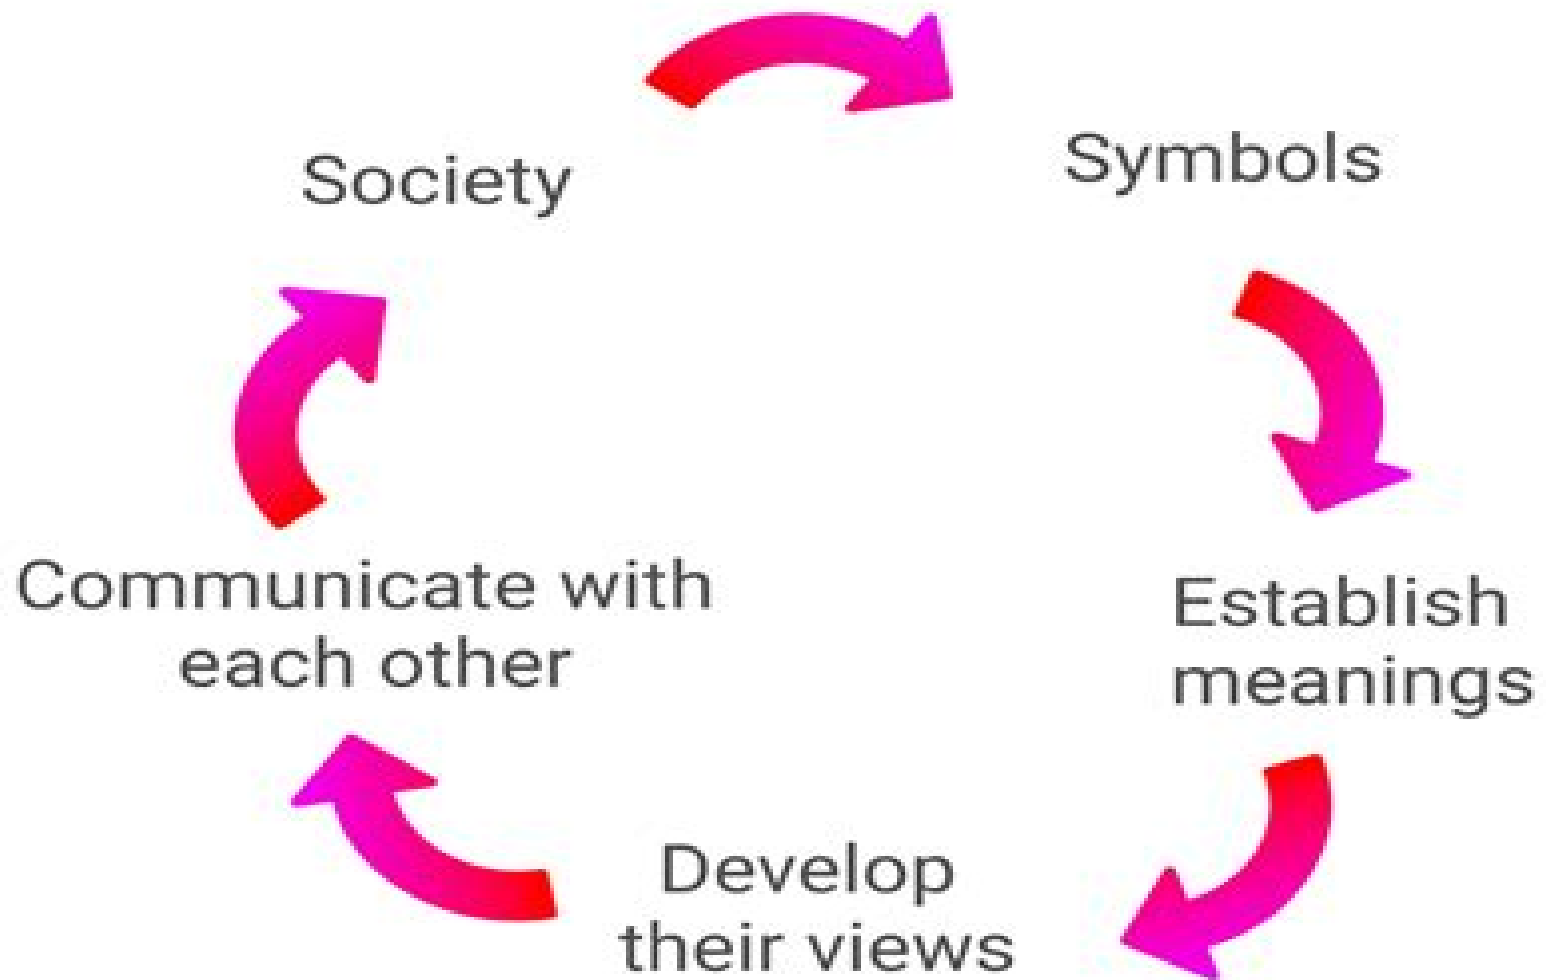 Society
Symbols
Establish
meanings
Develop
their views
Communicate with
each other